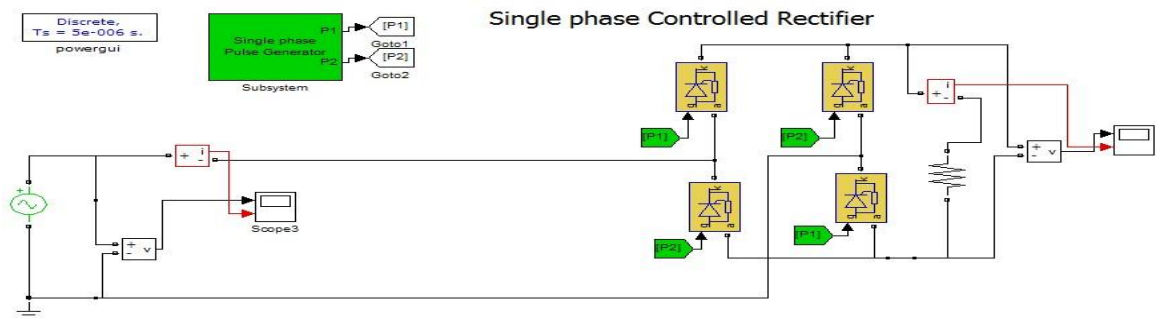 Single phase Controlled Rectifier
Discrete,
Ts = 5e-006 s.
powergui
Single phase
Pulse Generator
P1
P2
Subsystem
[P1]
Goto1
[P2]
Goto2
k
g
a
k
g
a
[P1]
[P2]
i
+
-
+
-
v
+
i
-
k
g
a
k
g
a
[P2]
[P1]
+
+
-
v
Scope3